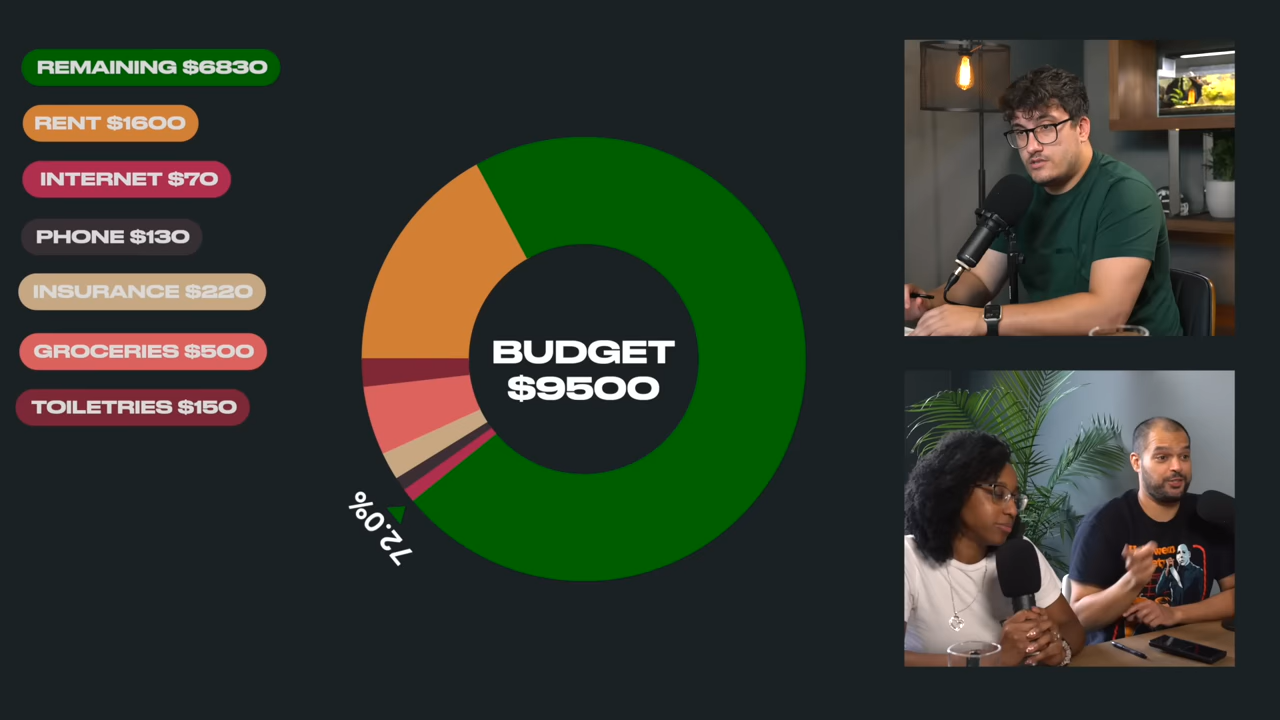 REMAINING $6830
RENT $1600
INTERNET $70
PHONE $130
INSURANCE $220
GROCERIES $500
TOILETRIES $150
BUDGET
$9500
72.0%